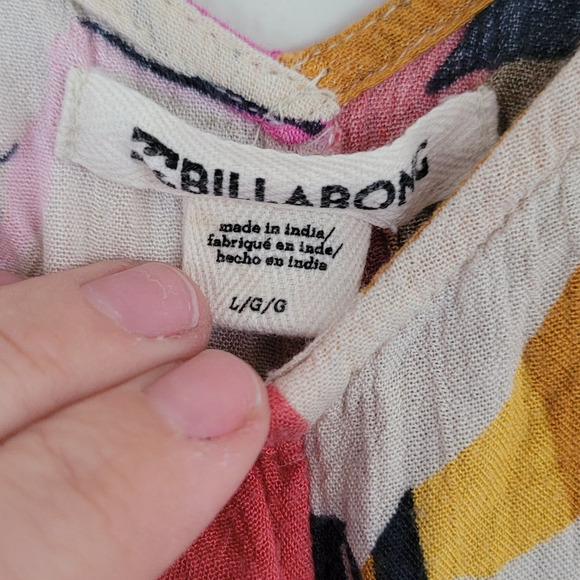 BILLABONG
made in india/
fabriqué en inde/
hecho en india
L/G/G